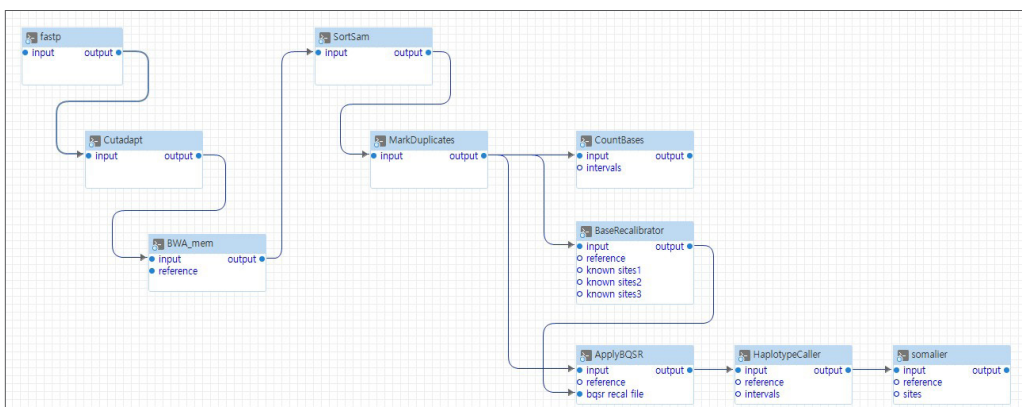 fastp
input output
Cutadapt
input output
BWA_mem
input output
reference
SortSam
input output
MarkDuplicates
input output
CountBases
input output
intervals
BaseRecalibrator
input output
reference
known sites1
known sites2
known sites3
ApplyBQSR
input output
reference
bqsr recal file
HaplotypeCaller
input output
reference
intervals
somalier
input output
reference
sites